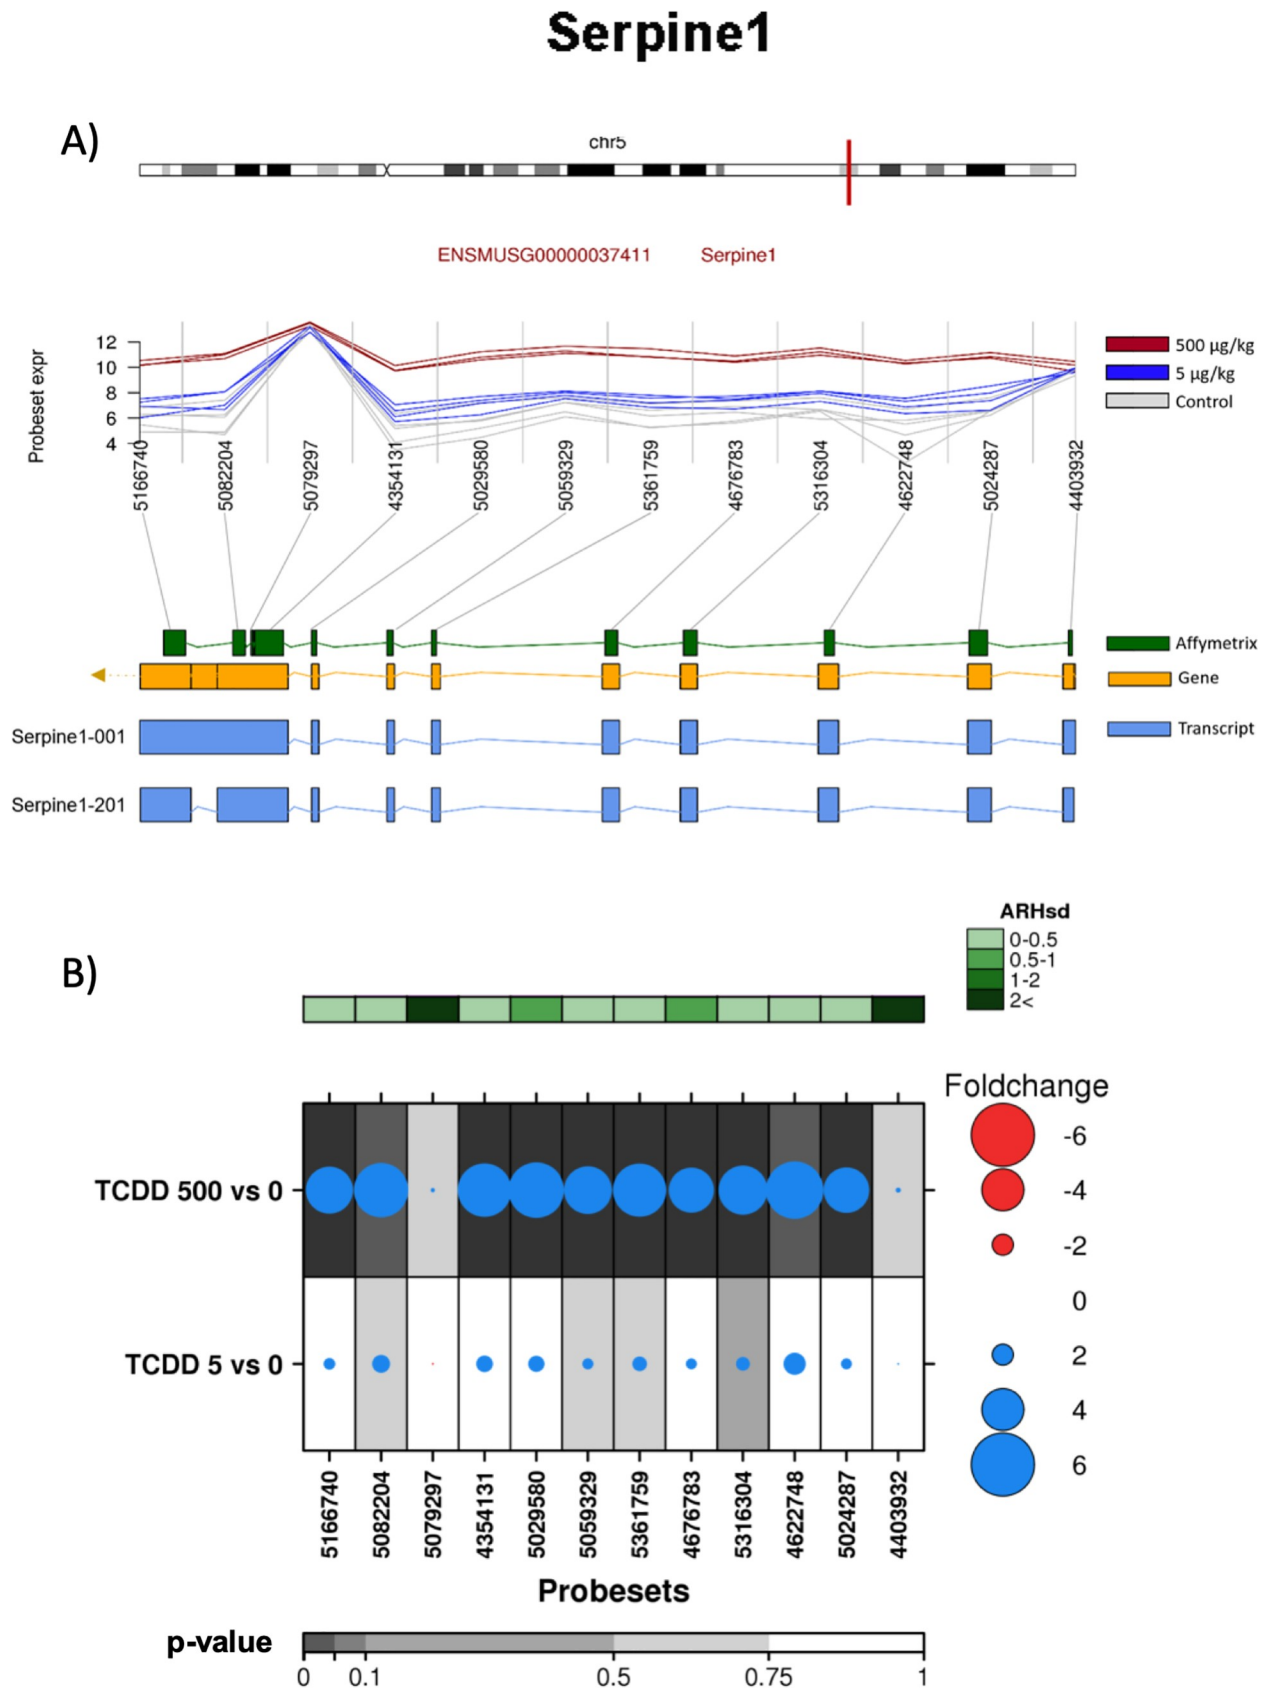 Serpine1
A)
chr5
ENSMUSG00000037411 Serpine1
Probeset expr
12
10
8
6
4
500 µg/kg
5 µg/kg
Control
5166740 5082204 5079297 4354131 5029580 5059329 5361759 4676783 5316304 4622748 5024287 4403932
Affymetrix
Gene
Serpine1-001
Transcript
Serpine1-201
B)
ARHsd
0-0.5
0.5-1
1-2
2<
Foldchange
-6
-4
-2
0
2
4
6
TCDD 500 vs 0
TCDD 5 vs 0
5166740 5082204 5079297 4354131 5029580 5059329 5361759 4676783 5316304 4622748 5024287 4403932
Probesets
p-value
0 0.1 0.5 0.75 1